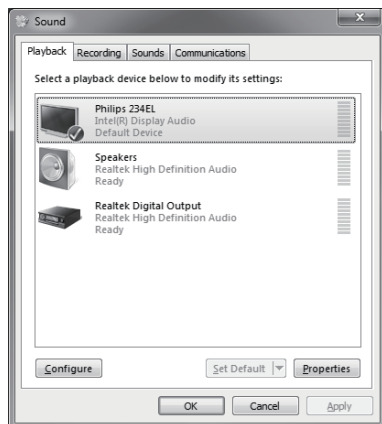 Sound
Playback Recording Sounds Communications
Select a playback device below to modify its settings:
Philips 234EL
Intel(R) Display Audio
Default Device
Speakers
Realtek High Definition Audio
Ready
Realtek Digital Output
Realtek High Definition Audio
Ready
Configure Set Default Properties
OK Cancel Apply